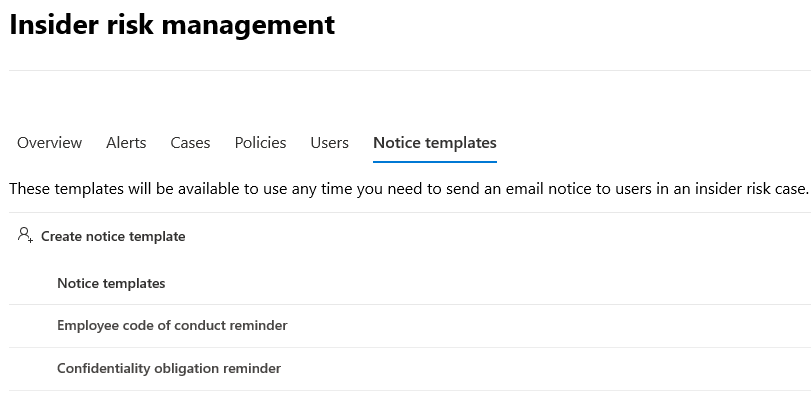 Insider risk management
Overview Alerts Cases Policies Users Notice templates
These templates will be available to use any time you need to send an email notice to users in an insider risk case.
Create notice template
Notice templates
Employee code of conduct reminder
Confidentiality obligation reminder